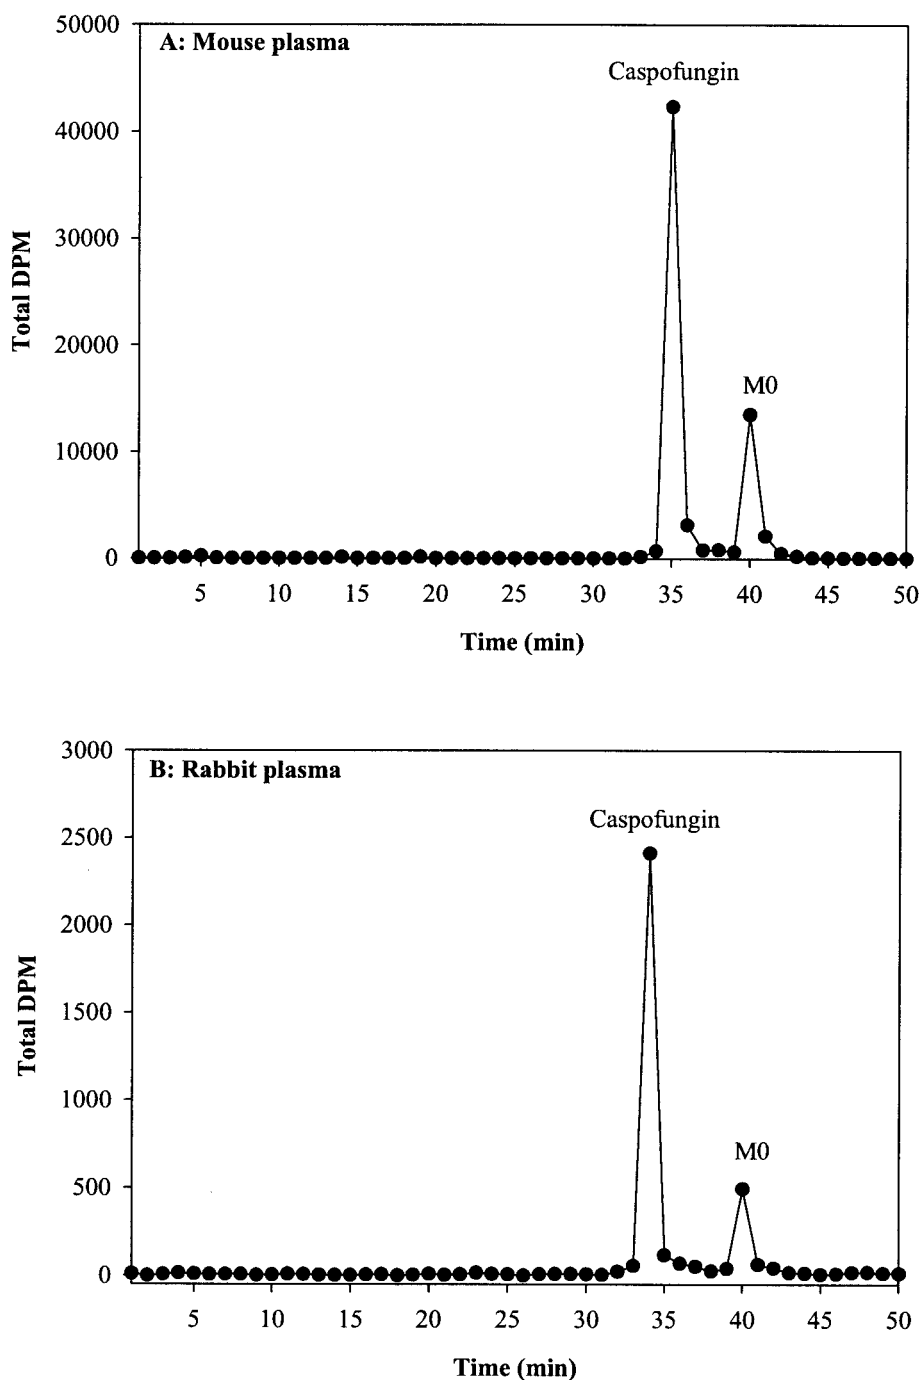 A: Mouse plasma
Caspofungin
M0
50000
40000
30000
20000
10000
0
Total DPM
5 10 15 20 25 30 35 40 45 50
Time (min)
B: Rabbit plasma
Caspofungin
M0
3000
2500
2000
1500
1000
500
0
Total DPM
5 10 15 20 25 30 35 40 45 50
Time (min)